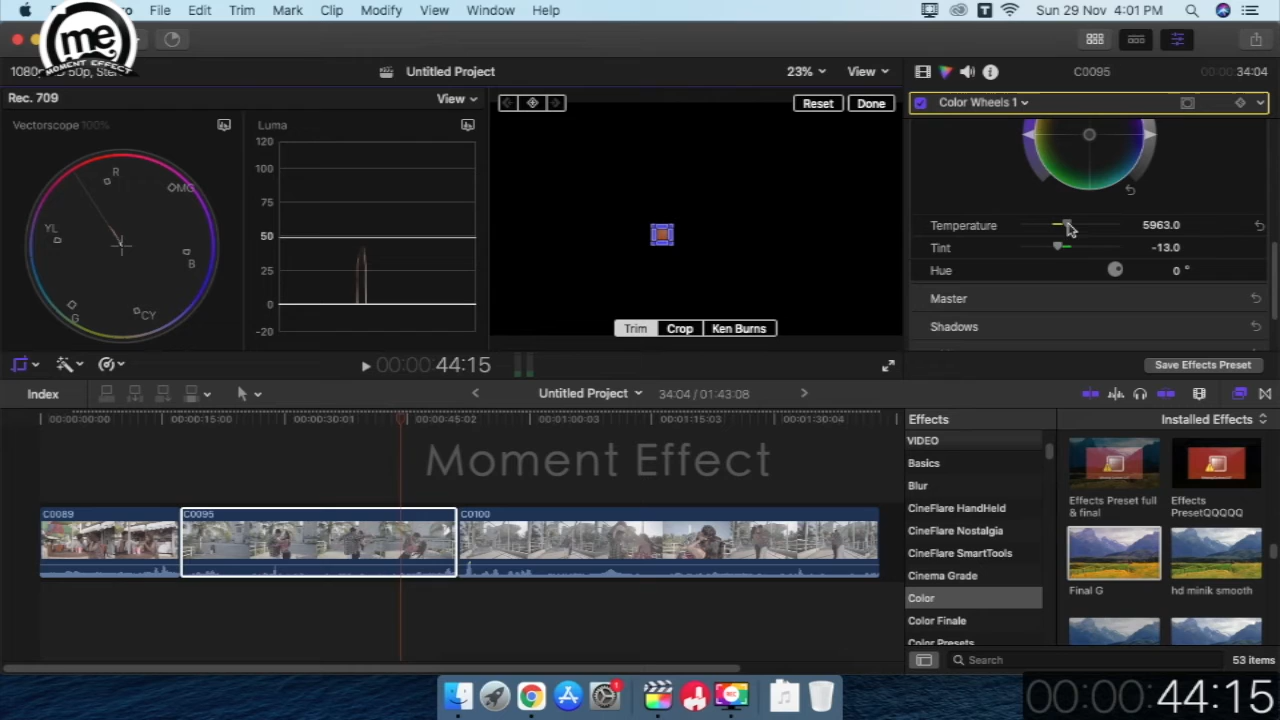 File Edit Trim Mark Clip Modify View Window Help
Sun 29 Nov 4:01 PM
me
MOMENT EFFECT
Untitled Project
23%
View
C0095
34:04
Rec. 709
View
Reset
Done
Color Wheels 1
Vectorscope 100%
Luma
120
100
75
50
25
0
-20
R
MG
YL
B
G
CY
Temperature
5963.0
Tint
-13.0
Hue
0 °
Master
Shadows
Trim
Crop
Ken Burns
00:00:44:15
Save Effects Preset
Index
Untitled Project
34:04 / 01:43:08
00:00:00:00
00:00:15:00
00:00:30:01
00:00:45:02
00:01:00:03
00:01:15:03
00:01:30:04
Moment Effect
C0089
C0095
C0100
Effects
Installed Effects
VIDEO
Basics
Blur
CineFlare HandHeld
CineFlare Nostalgia
CineFlare SmartTools
Cinema Grade
Color
Color Finale
Color Presets
Effects Preset full
& final
Effects
PresetQQQQQ
Final G
hd minik smooth
Search
53 items
00:00:44:15